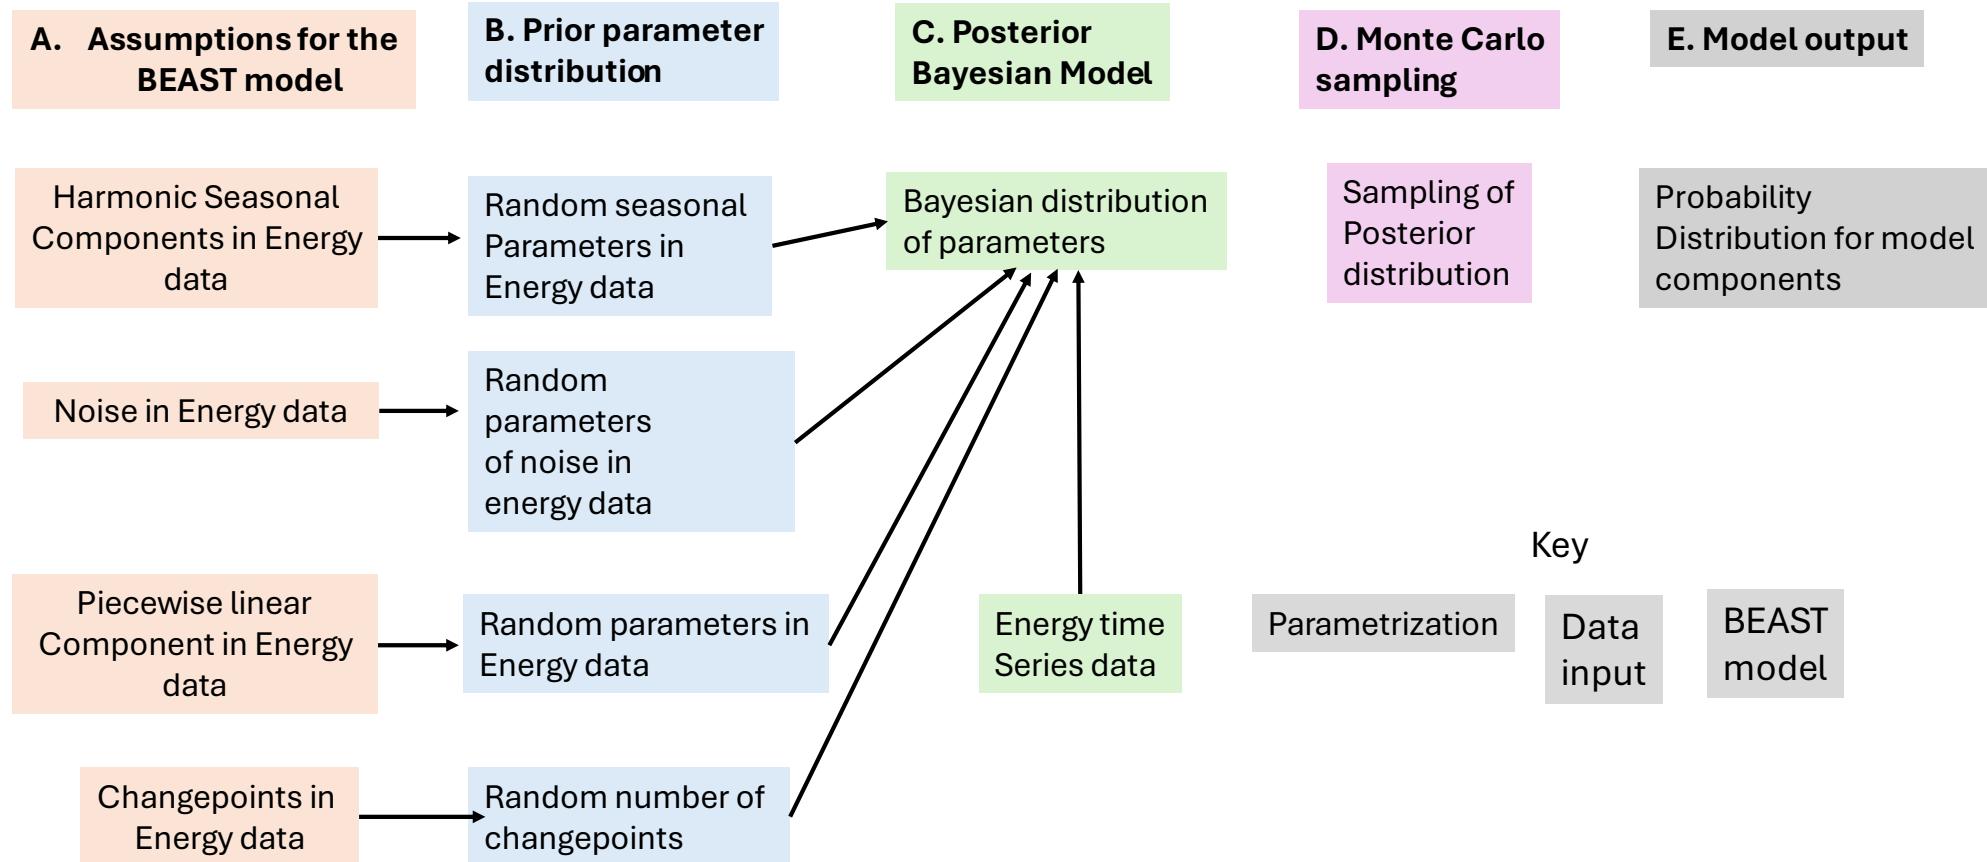 A. Assumptions for the
BEAST model
B. Prior parameter
distribution
C. Posterior
Bayesian Model
D. Monte Carlo
sampling
E. Model output
Harmonic Seasonal
Components in Energy
data
Random seasonal
Parameters in
Energy data
Bayesian distribution
of parameters
Sampling of
Posterior
distribution
Probability
Distribution for model
components
Noise in Energy data
Random
parameters
of noise in
energy data
Key
Piecewise linear
Component in Energy
data
Random parameters in
Energy data
Energy time
Series data
Parametrization
Data
input
BEAST
model
Changepoints in
Energy data
Random number of
changepoints